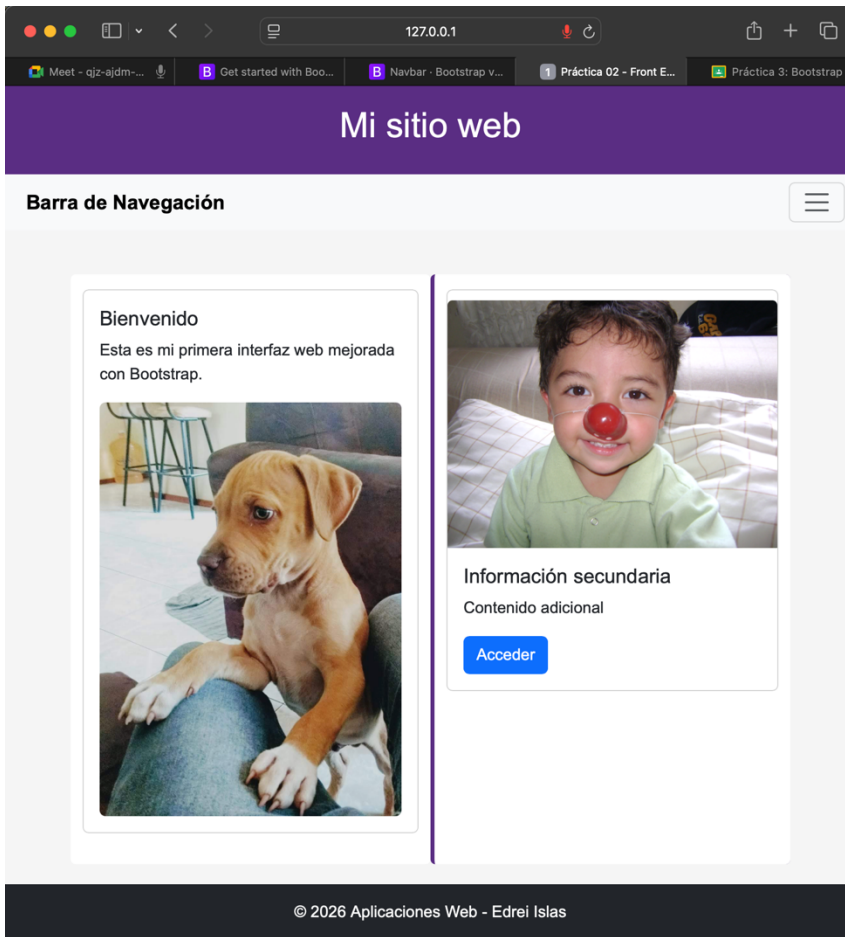 127.0.0.1
Meet - qjz-ajdm-...
B Get started with Boo...
B Navbar · Bootstrap v...
1 Práctica 02 - Front E...
Práctica 3: Bootstrap
Mi sitio web
Barra de Navegación
Bienvenido
Esta es mi primera interfaz web mejorada
con Bootstrap.
Información secundaria
Contenido adicional
Acceder
© 2026 Aplicaciones Web - Edrei Islas